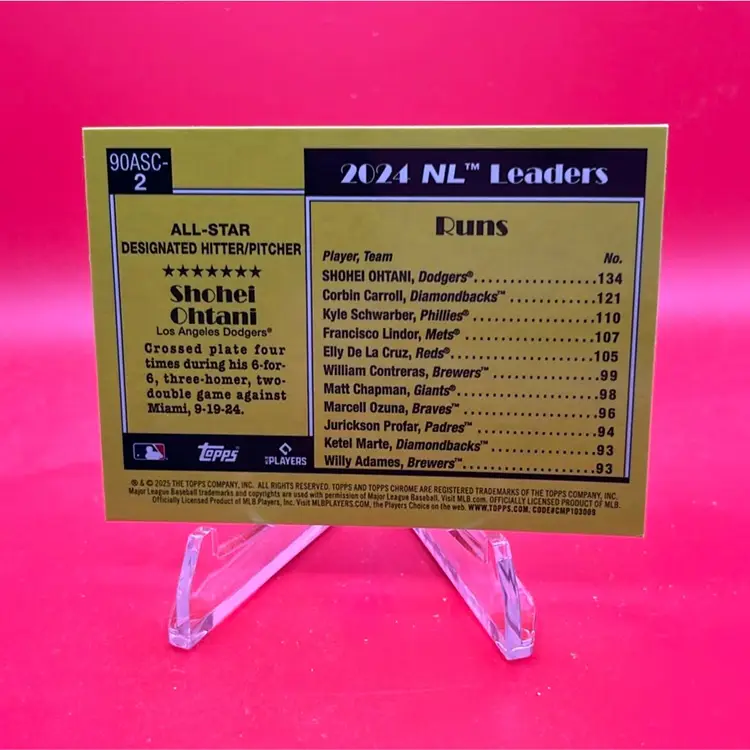 90ASC-
2
ALL-STAR
DESIGNATED HITTER/PITCHER
★★★★★★★
Shohei
Ohtani
Los Angeles Dodgers®
Crossed plate four
times during his 6-for-
6, three-homer, two-
double game against
Miami, 9-19-24.
Topps®
MLB PLAYERS
2024 NL™ Leaders
Runs
Player, Team No.
SHOHEI OHTANI, Dodgers® 134
Corbin Carroll, Diamondbacks™ 121
Kyle Schwarber, Phillies® 110
Francisco Lindor, Mets® 107
Elly De La Cruz, Reds® 105
William Contreras, Brewers™ 99
Matt Chapman, Giants® 98
Marcell Ozuna, Braves™ 96
Jurickson Profar, Padres™ 94
Ketel Marte, Diamondbacks™ 93
Willy Adames, Brewers™ 93
® & © 2025 THE TOPPS COMPANY, INC. ALL RIGHTS RESERVED. TOPPS AND TOPPS CHROME ARE REGISTERED TRADEMARKS OF THE TOPPS COMPANY, INC.
Major League Baseball trademarks and copyrights are used with permission of Major League Baseball. Visit MLB.com. OFFICIALLY LICENSED PRODUCT OF MLB
Officially Licensed Product of MLB Players, Inc. Visit MLBPLAYERS.COM, the Players Choice on the web. WWW.TOPPS.COM. CODE#CMP103009